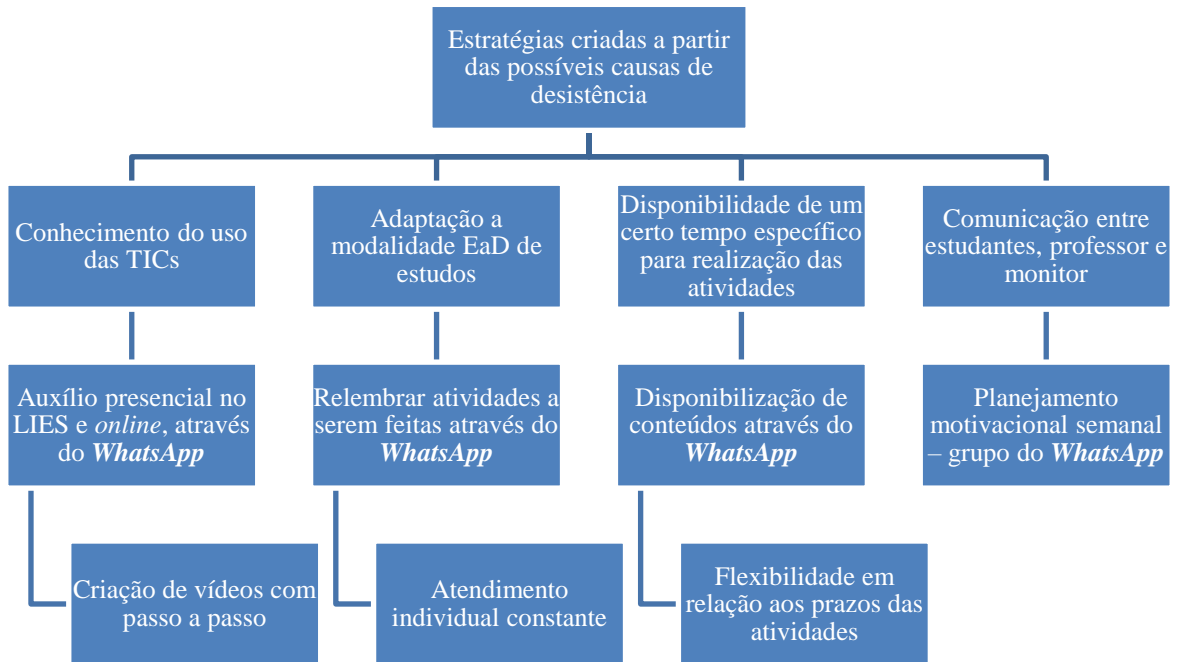 Estratégias criadas a partir
das possíveis causas de
desistência
Conhecimento do uso
das TICs
Adaptação a
modalidade EaD de
estudos
Disponibilidade de um
certo tempo específico
para realização das
atividades
Comunicação entre
estudantes, professor e
monitor
Auxílio presencial no
LIES e online, através
do WhatsApp
Relembrar atividades a
serem feitas através do
WhatsApp
Disponibilização de
conteúdos através do
WhatsApp
Planejamento
motivacional semanal
– grupo do WhatsApp
Criação de vídeos com
passo a passo
Atendimento
individual constante
Flexibilidade em
relação aos prazos das
atividades